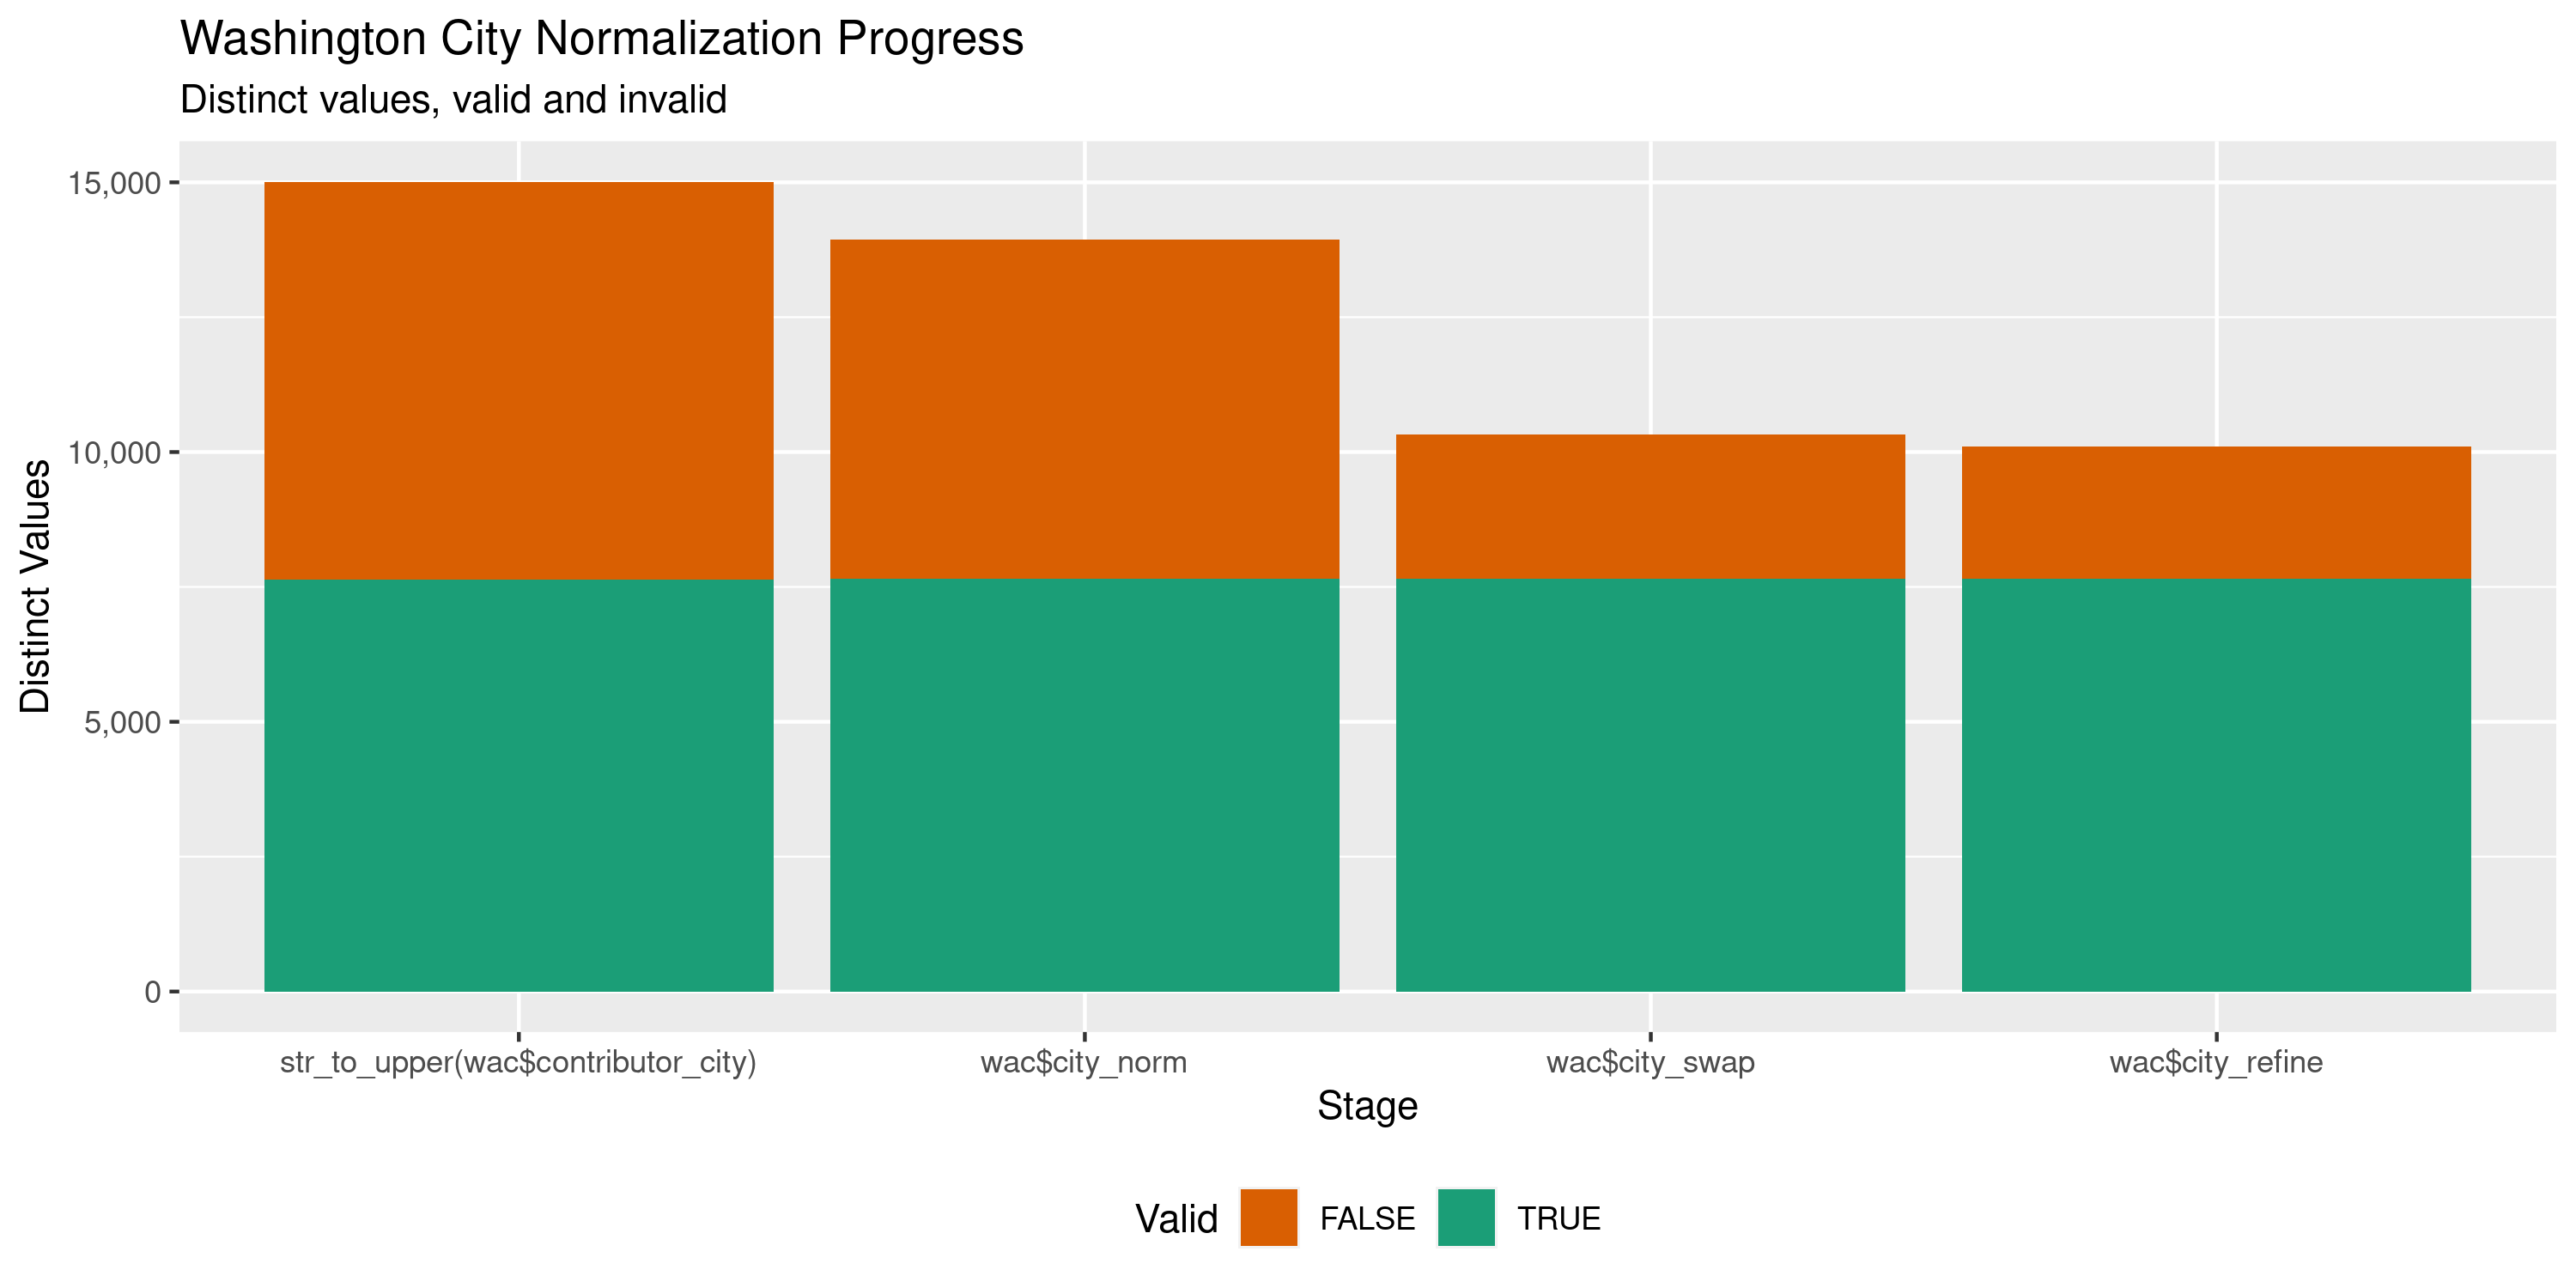 Washington City Normalization Progress
Distinct values, valid and invalid
Distinct Values
15,000
10,000
5,000
0
str_to_upper(wac$contributor_city)
wac$city_norm
wac$city_swap
wac$city_refine
Stage
Valid
FALSE
TRUE